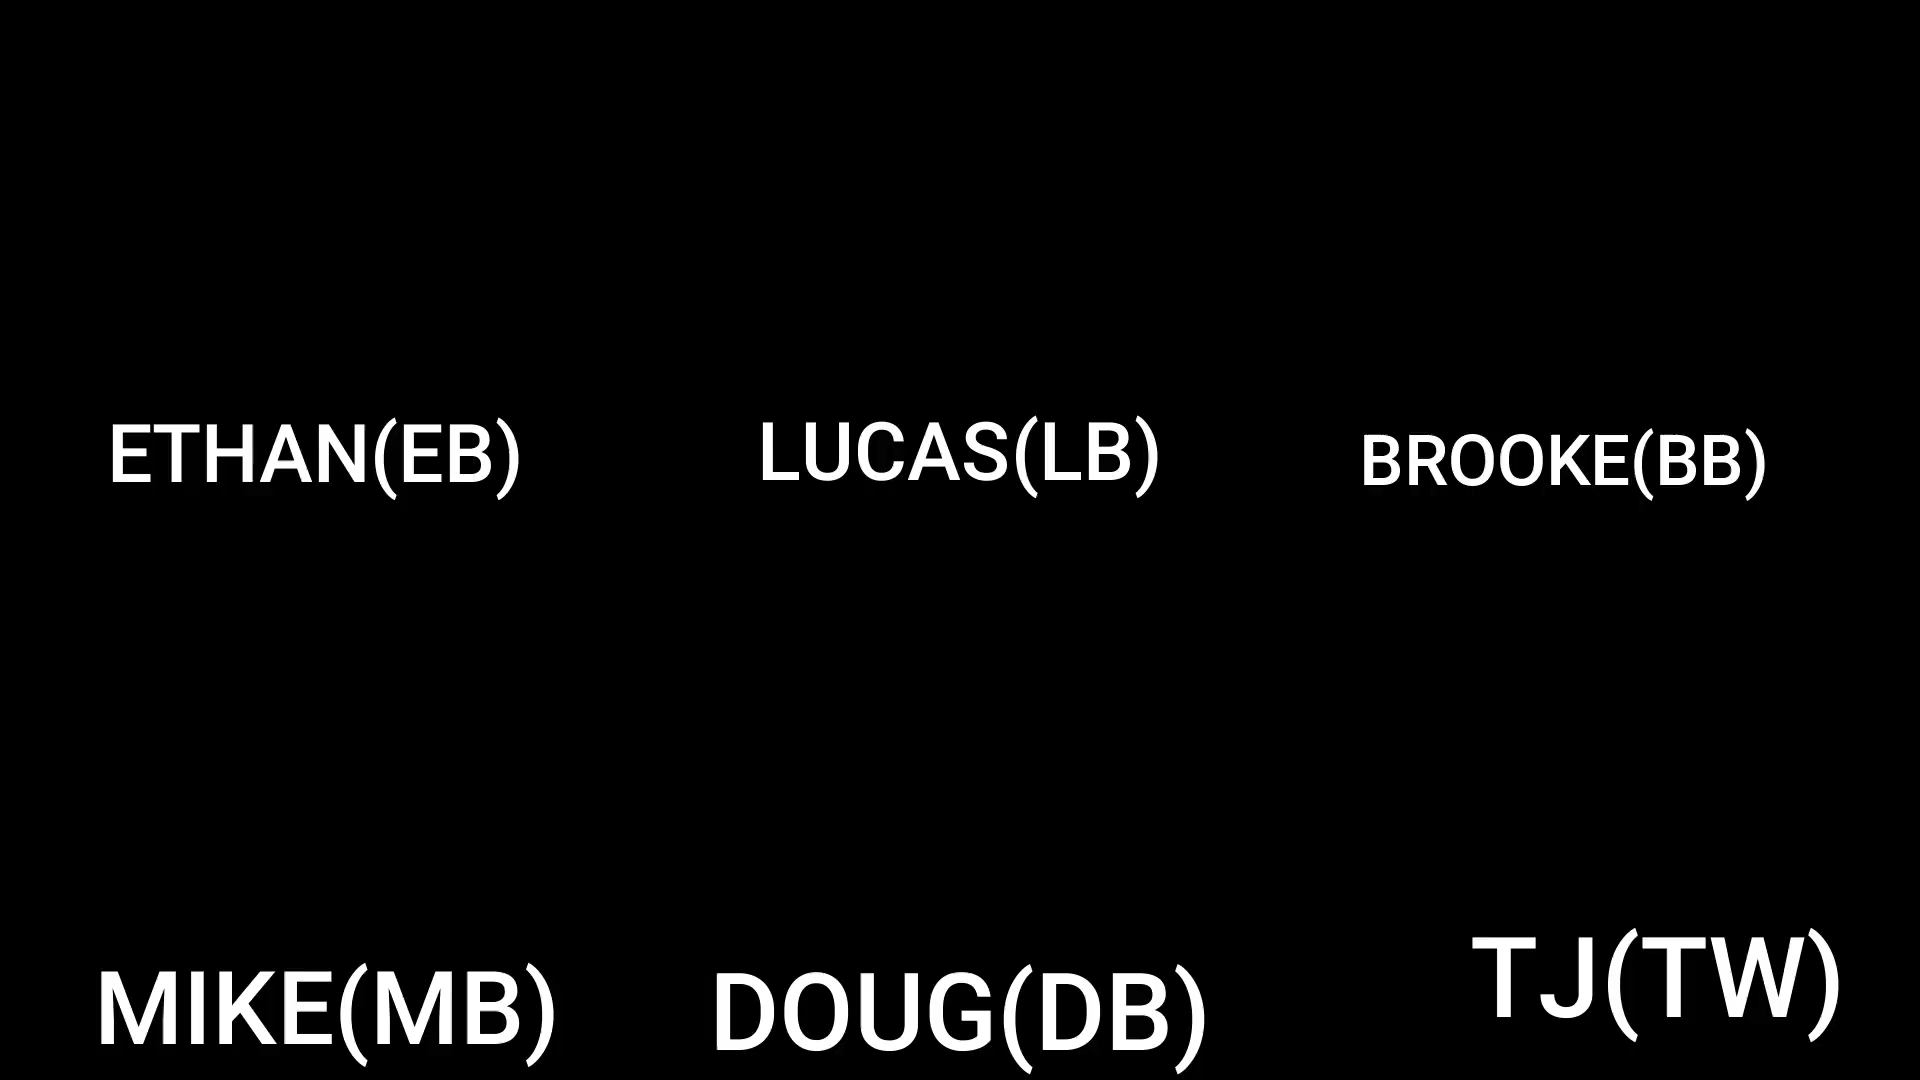 ETHAN(EB)
LUCAS(LB)
BROOKE(BB)
MIKE(MB)
DOUG(DB)
TJ(TW)